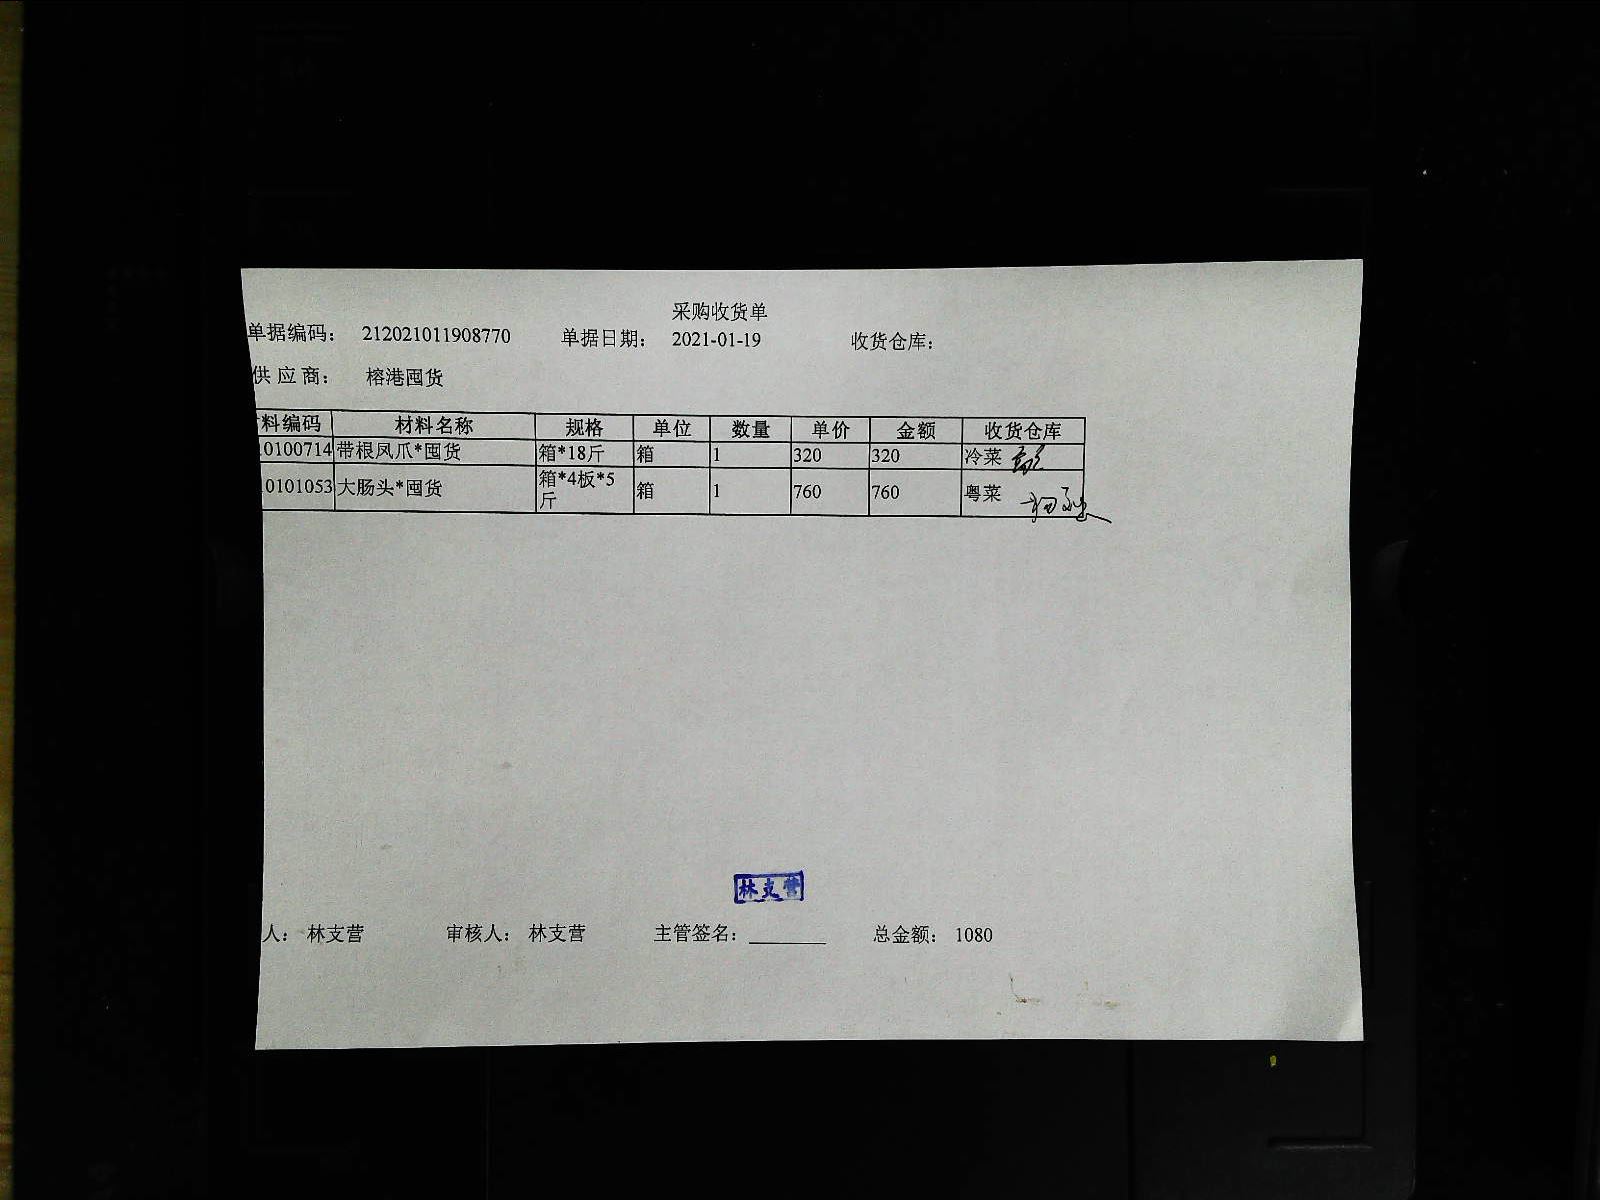 采购收货单
单据编码： 212021011908770 单据日期： 2021-01-19 收货仓库：
供应商： 榕港囤货
料编码 材料名称 规格 单位 数量 单价 金额 收货仓库
0100714 带根凤爪*囤货 箱*18斤 箱 1 320 320 冷菜
10101053 大肠头*囤货 箱*4板*5斤 箱 1 760 760 粤菜
林支营
人： 林支营 审核人： 林支营 主管签名： 总金额： 1080